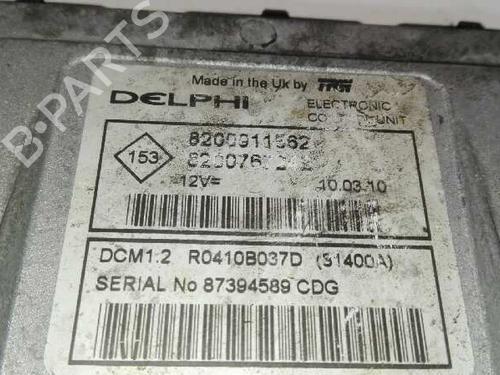 B-PARTS
Made in the Uk by TRW
DELPHI
ELECTRONIC
153
8200911562
12V= 10.03.10
DCM1.2 R0410B037D (S1400A)
SERIAL No 87394589 CDG